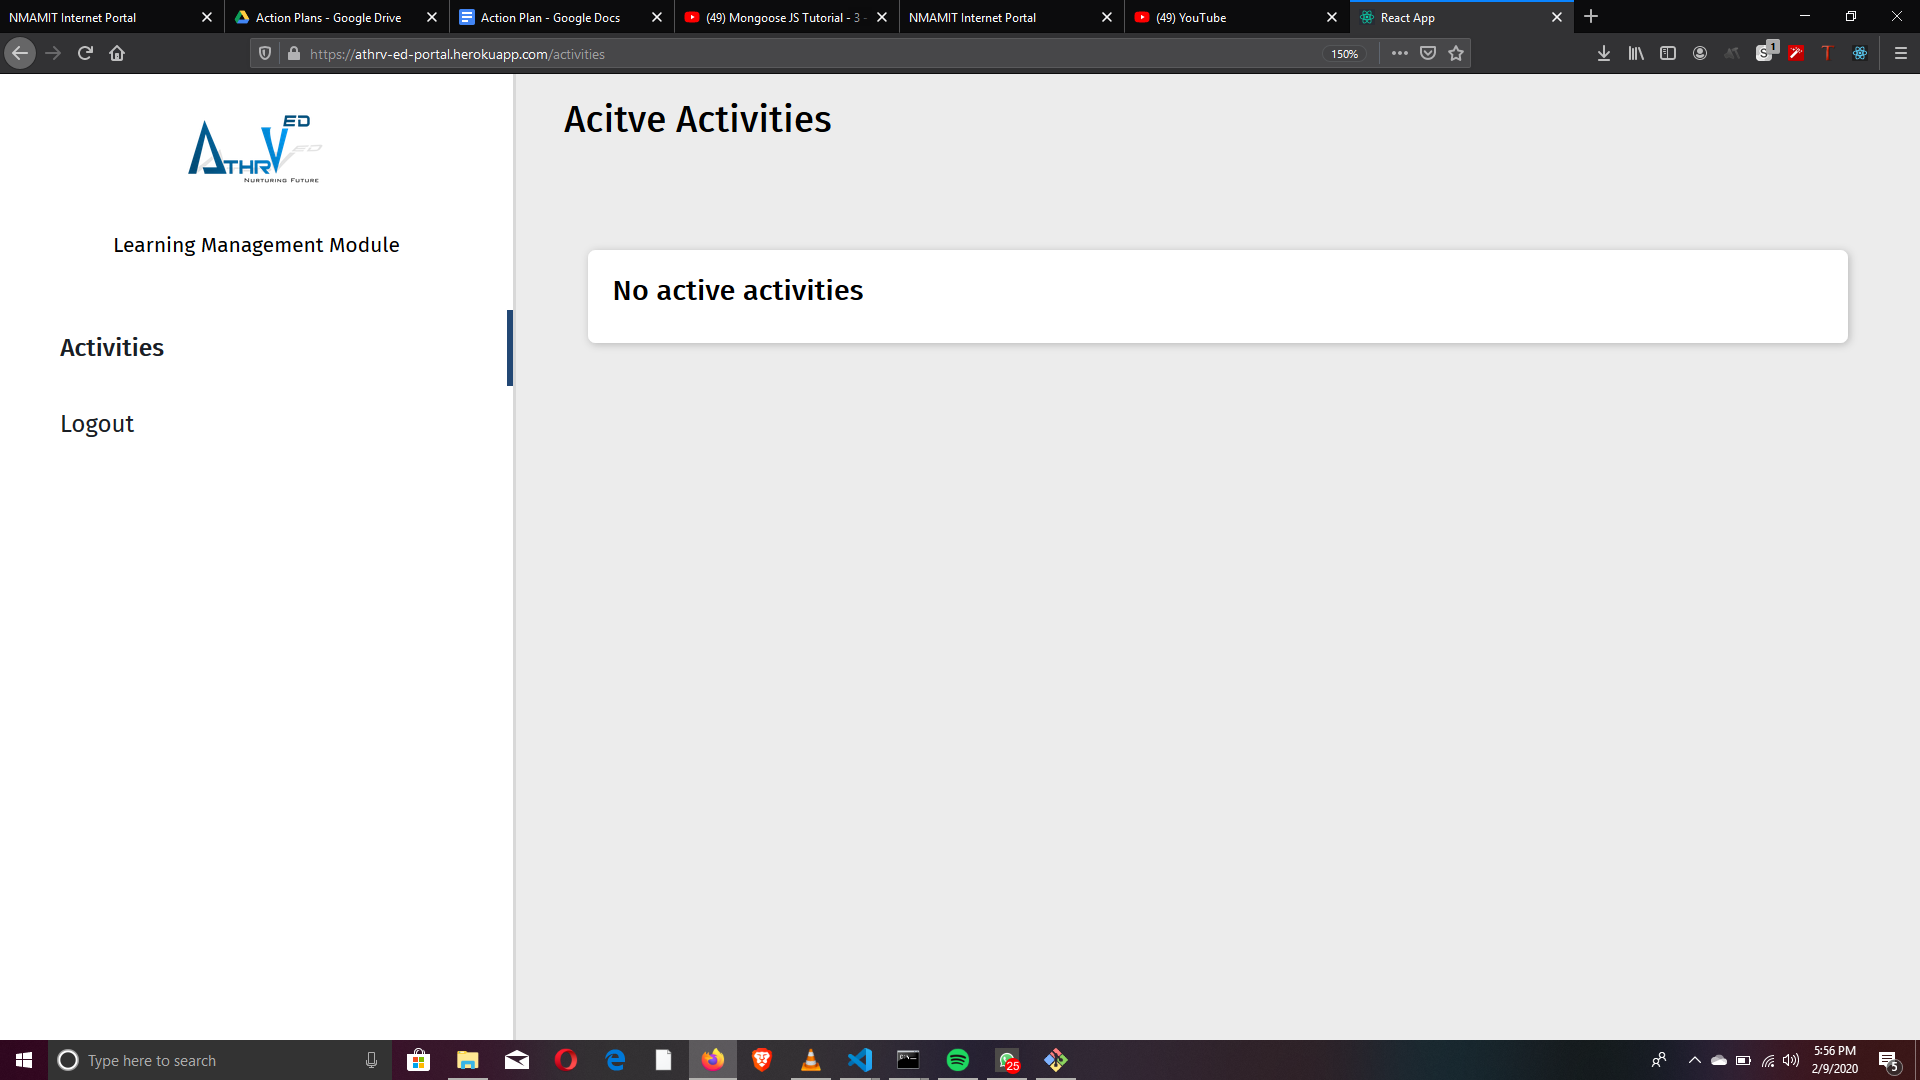 NMAMIT Internet Portal
Action Plans - Google Drive
Action Plan - Google Docs
(49) Mongoose JS Tutorial - 3 -
NMAMIT Internet Portal
(49) YouTube
React App
https://athrv-ed-portal.herokuapp.com/activities
150%
S
1
T
ATHRV ED
ED
NURTURING FUTURE
Learning Management Module
Activities
Logout
Acitve Activities
No active activities
Type here to search
25
5:56 PM
2/9/2020
5